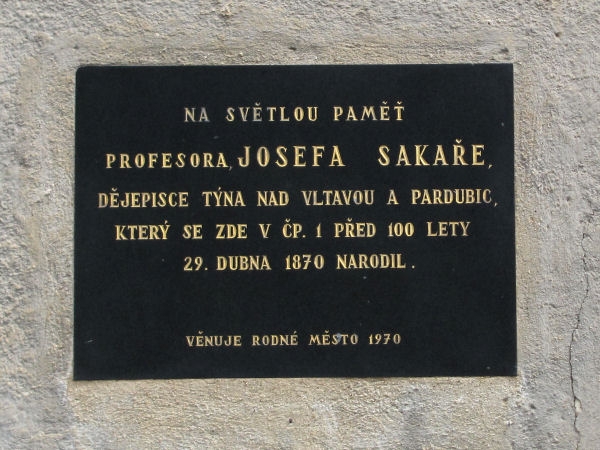 NA SVĚTLOU PAMĚŤ
PROFESORA, JOSEFA SAKAŘE,
DĚJEPISCE TÝNA NAD VLTAVOU A PARDUBIC,
KTERÝ SE ZDE V ČP. 1 PŘED 100 LETY
29. DUBNA 1870 NARODIL.
VĚNUJE RODNÉ MĚSTO 1970